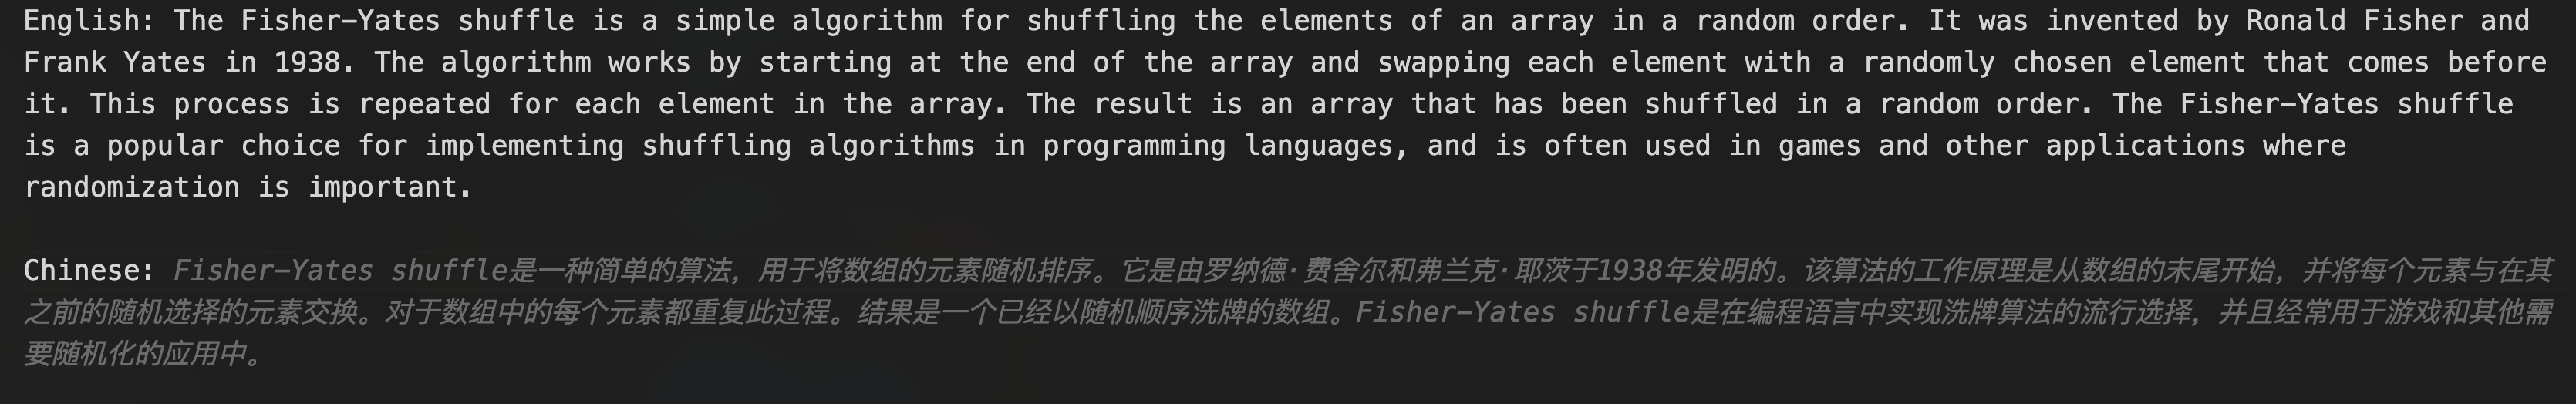 English: The Fisher–Yates shuffle is a simple algorithm for shuffling the elements of an array in a random order. It was invented by Ronald Fisher and
Frank Yates in 1938. The algorithm works by starting at the end of the array and swapping each element with a randomly chosen element that comes before
it. This process is repeated for each element in the array. The result is an array that has been shuffled in a random order. The Fisher–Yates shuffle
is a popular choice for implementing shuffling algorithms in programming languages, and is often used in games and other applications where
randomization is important.
Chinese: Fisher–Yates shuffle是一种简单的算法，用于将数组的元素随机排序。它是由罗纳德·费舍尔和弗兰克·耶茨于1938年发明的。该算法的工作原理是从数组的末尾开始，并将每个元素与在其
之前的随机选择的元素交换。对于数组中的每个元素都重复此过程。结果是一个已经以随机顺序洗牌的数组。Fisher–Yates shuffle是在编程语言中实现洗牌算法的流行选择，并且经常用于游戏和其他需
要随机化的应用中。